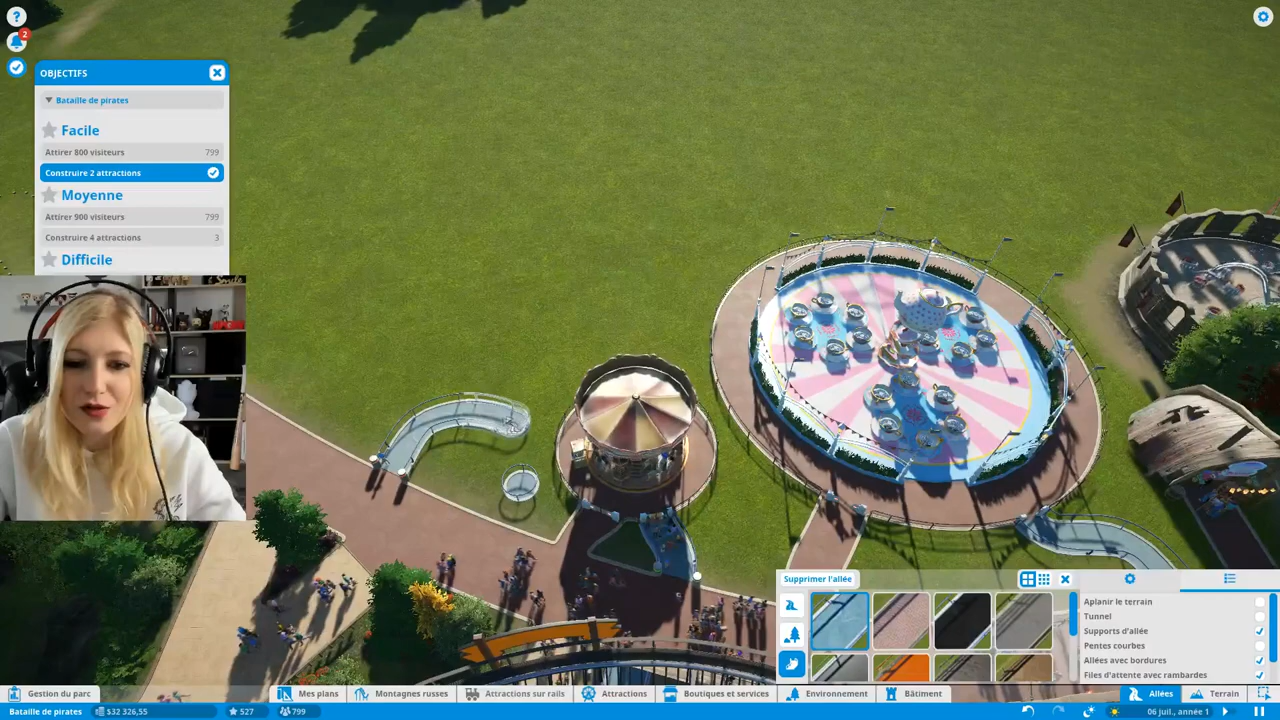 ?
2
OBJECTIFS
Bataille de pirates
Facile
Attirer 800 visiteurs 799
Construire 2 attractions
Moyenne
Attirer 900 visiteurs 799
Construire 4 attractions 3
Difficile
Supprimer l'allée
Aplanir le terrain
Tunnel
Supports d'allée
Pentes courbes
Allées avec bordures
Files d'attente avec rambardes
Gestion du parc
Mes plans
Montagnes russes
Attractions sur rails
Attractions
Boutiques et services
Environnement
Bâtiment
Allées
Terrain
Bataille de pirates
$32 326,55
527
799
06 juil., année 1